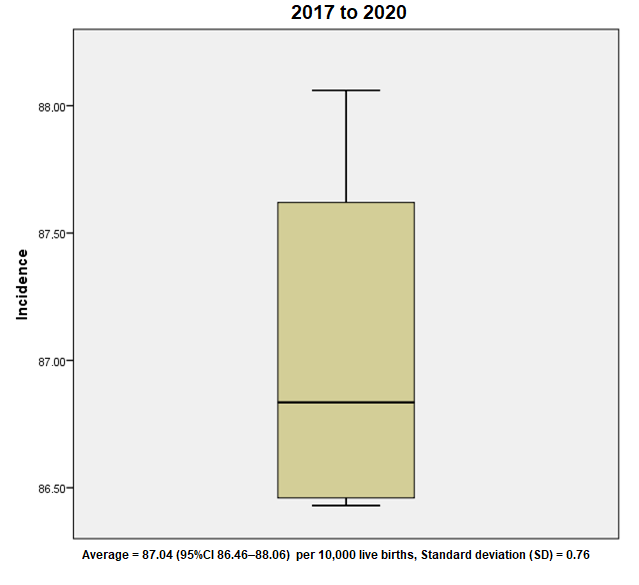 2017 to 2020
88.00
87.50
87.00
86.50
Incidence
Average = 87.04 (95%CI 86.46–88.06) per 10,000 live births, Standard deviation (SD) = 0.76